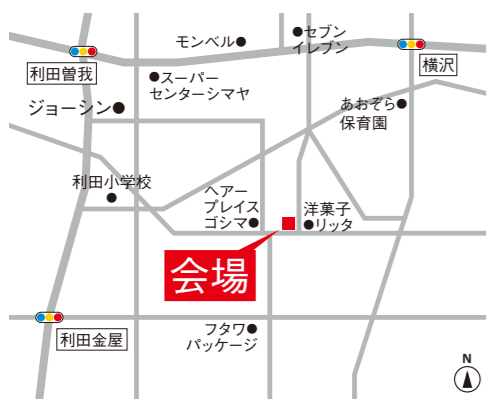 モンベル
セブン
イレブン
利田曽我
横沢
スーパー
センターシマヤ
ジョーシン
あおぞら
保育園
利田小学校
ヘアー
プレイス
ゴシマ
洋菓子
リッタ
会場
利田金屋
フタワ
パッケージ
N